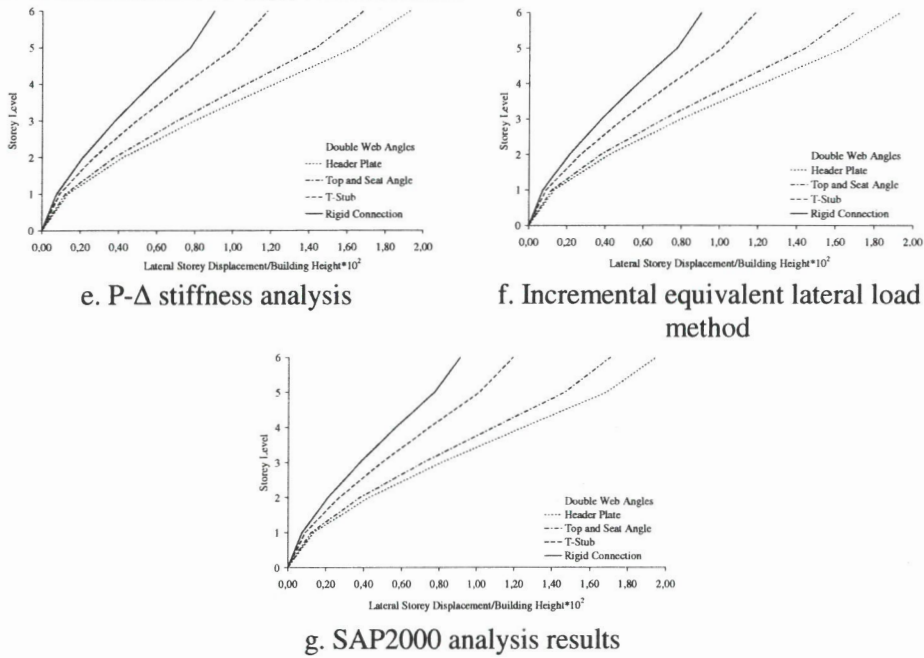 6
5
4
3
2
1
0
Storey Level
Double Web Angles
Header Plate
Top and Seat Angle
T-Stub
Rigid Connection
0,00 0,20 0,40 0,60 0,80 1,00 1,20 1,40 1,60 1,80 2,00
Lateral Storey Displacement/Building Height*10²
e. P-Δ stiffness analysis
6
5
4
3
2
1
0
Storey Level
Double Web Angles
Header Plate
Top and Seat Angle
T-Stub
Rigid Connection
0,00 0,20 0,40 0,60 0,80 1,00 1,20 1,40 1,60 1,80 2,00
Lateral Storey Displacement/Building Height*10²
f. Incremental equivalent lateral load
method
6
5
4
3
2
1
0
Storey Level
Double Web Angles
Header Plate
Top and Seat Angle
T-Stub
Rigid Connection
0,00 0,20 0,40 0,60 0,80 1,00 1,20 1,40 1,60 1,80 2,00
Lateral Storey Displacement/Building Height*10²
g. SAP2000 analysis results